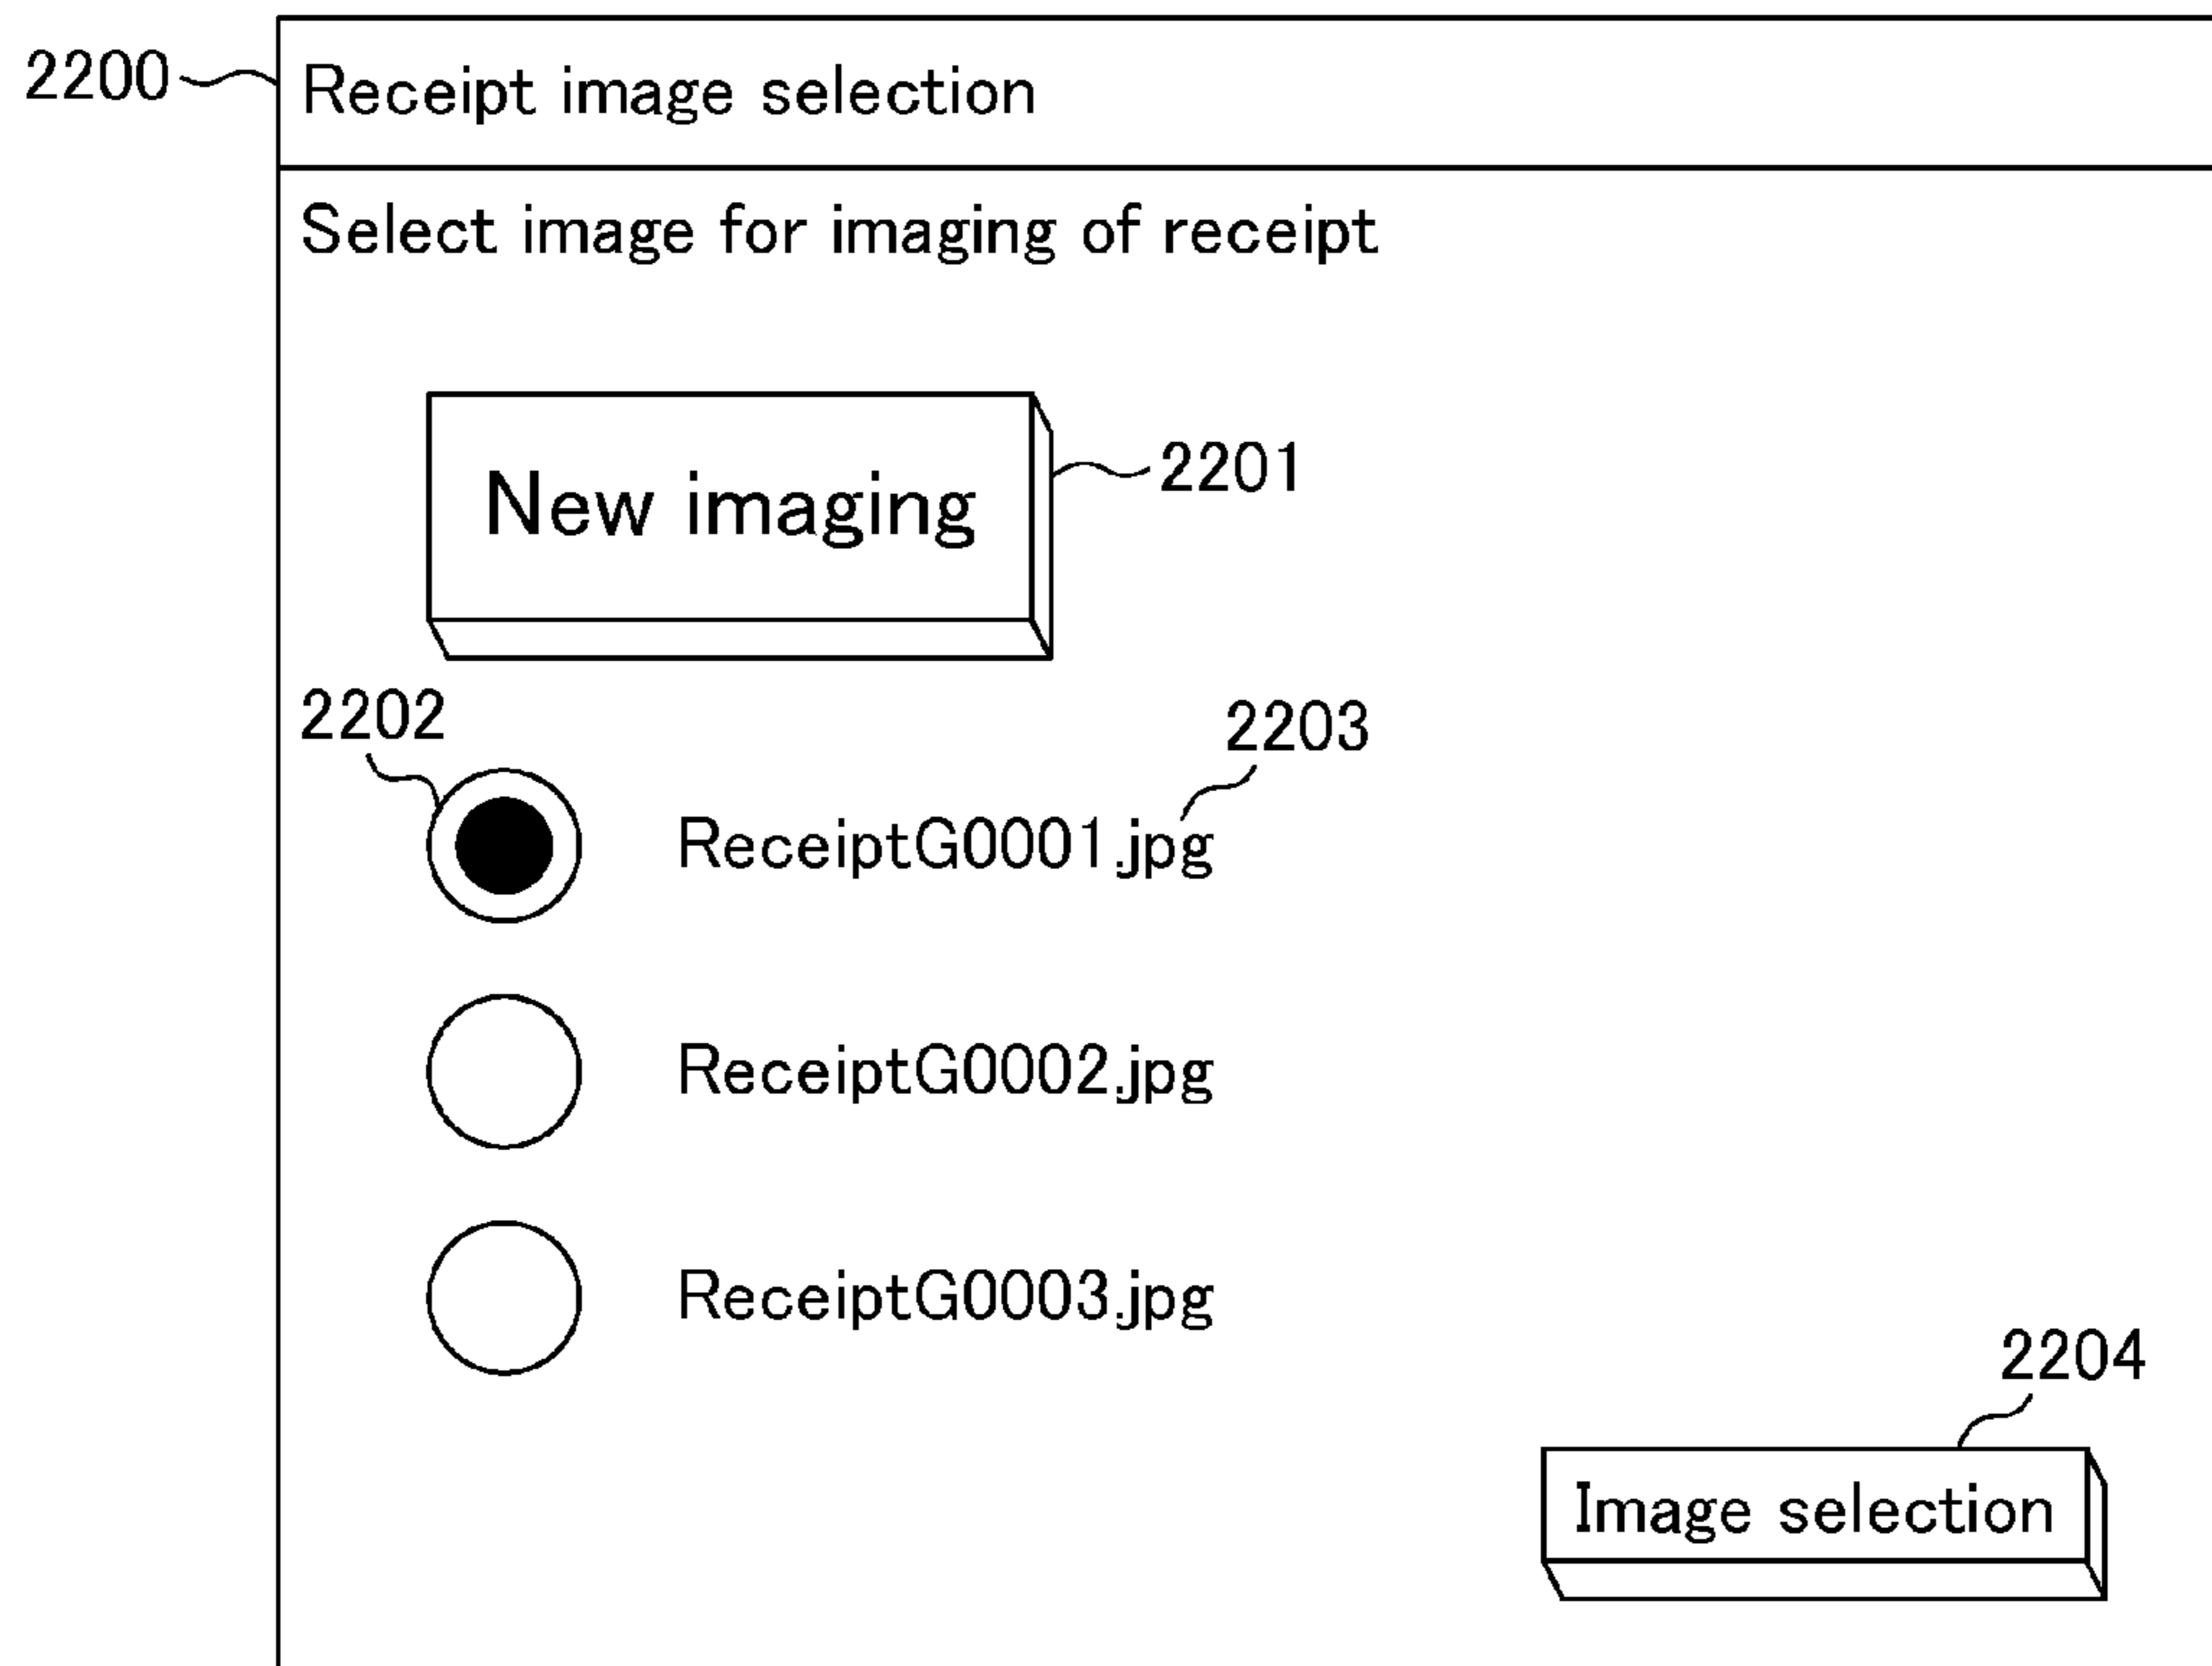 2200 Receipt image selection
Select image for imaging of receipt
New imaging 2201
2202 2203
ReceiptG0001.jpg
ReceiptG0002.jpg
ReceiptG0003.jpg
2204
Image selection